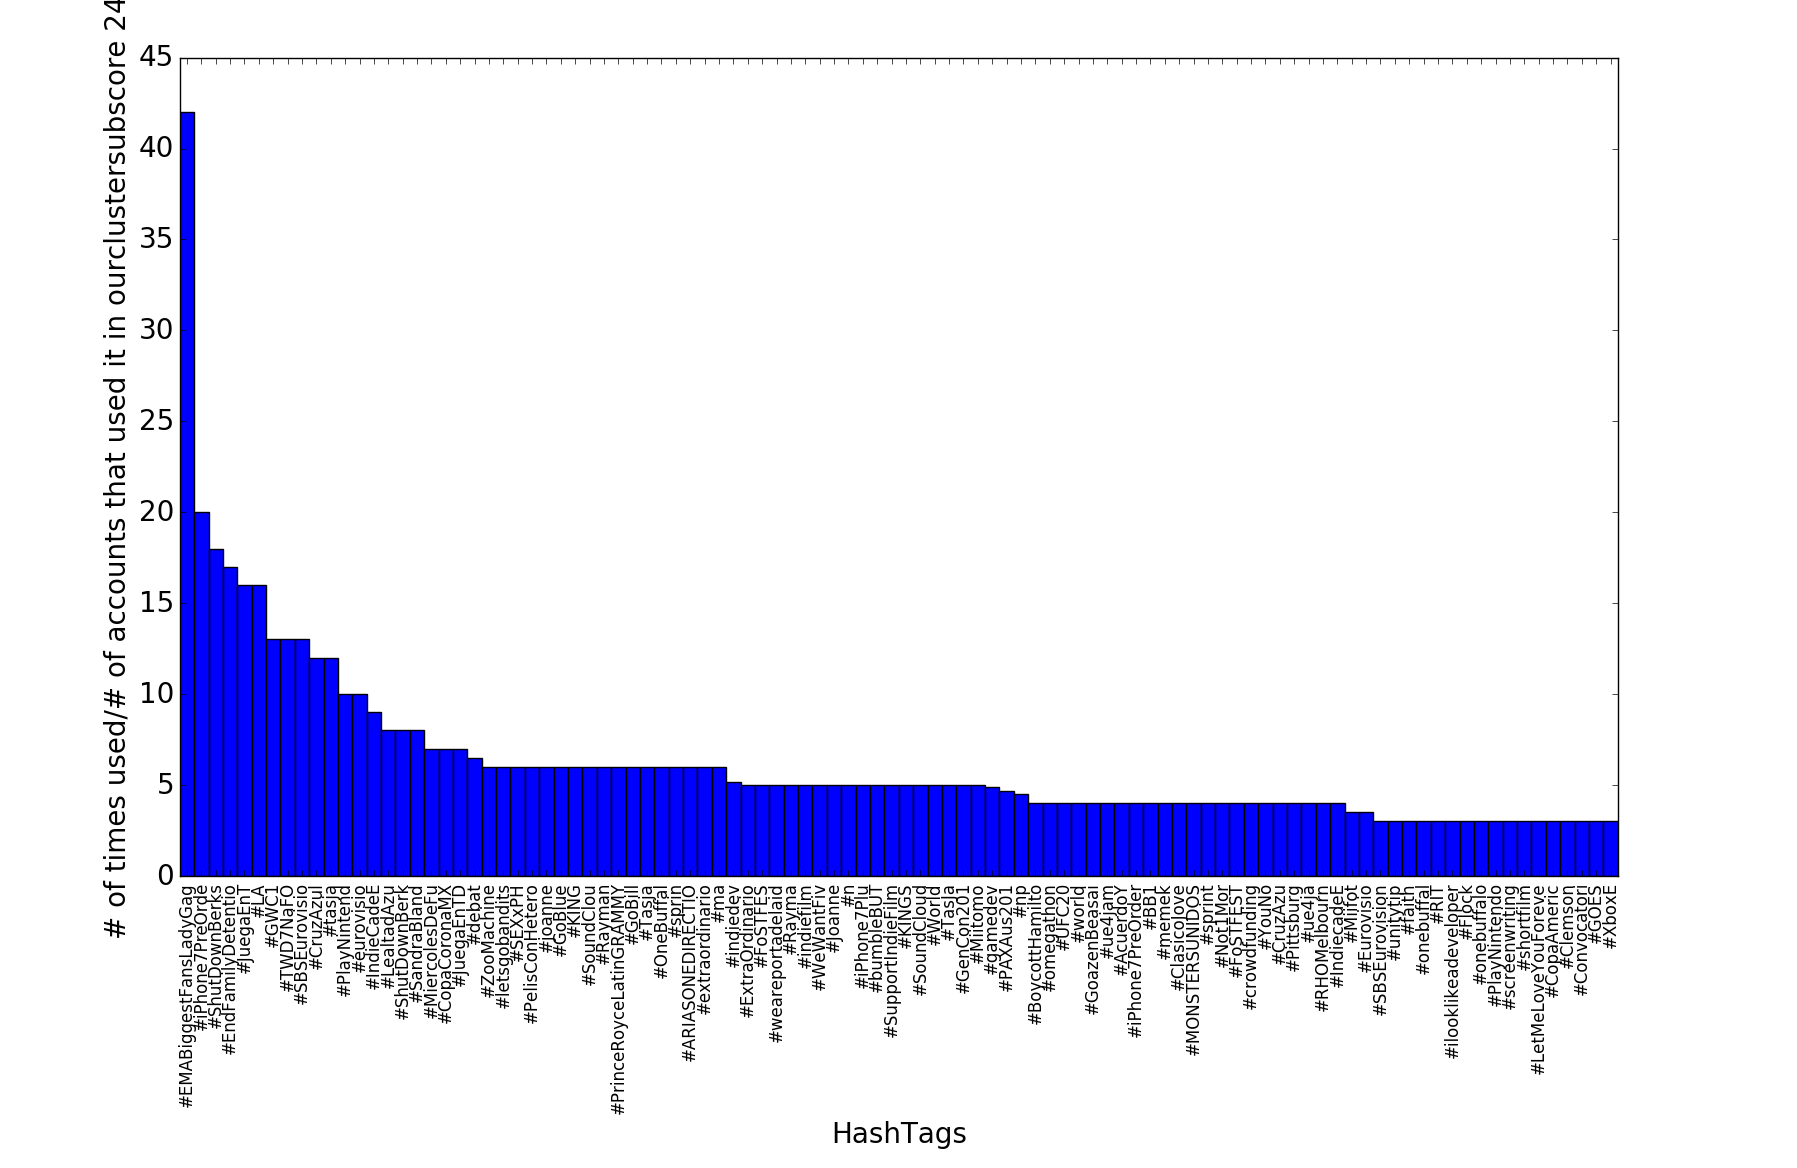 # of times used/# of accounts that used it in ourclustersubscore 24
45
40
35
30
25
20
15
10
5
0
#EMABiggestFansLadyGag
#iPhone7PreOrde
#ShutDownBerks
#EndFamilyDetentio
#JuegaEnT
#LA
#GWC1
#TWD7NaFO
#SBSEurovisio
#CruzAzul
#tasja
#PlayNintend
#eurovisio
#IndieCadeE
#LealtadAzu
#ShutDownBerk
#SandraBland
#MiercolesDeFu
#CopaCoronaMX
#JuegaEnTD
#debat
#ZooMachine
#letsgobandits
#SEXxPH
#PelisConHetero
#joanne
#GoBlue
#KING
#SoundClou
#Rayman
#PrinceRoyceLatinGRAMMY
#GoBill
#Tasja
#OneBuffal
#sprin
#ARIASONEDIRECTIO
#extraordinario
#ma
#indiedev
#ExtraOrdinario
#FoSTFES
#weareportadelaid
#Rayma
#indiefilm
#WeWantFiv
#Joanne
#n
#iPhone7Plu
#bumbleBUT
#SupportIndieFilm
#KINGS
#SoundCloud
#World
#Tasja
#GenCon201
#Miitomo
#gamedev
#PAXAus201
#np
#BoycottHamilto
#omegathon
#UFC20
#world
#GoazenBeasai
#ue4jam
#AcuerdoY
#iPhone7PreOrder
#BB1
#memek
#Clasicolove
#MONSTERSUNIDOS
#sprint
#Not1Mor
#FoSTFEST
#crowdfunding
#YouNo
#CruzAzu
#Pittsburg
#ue4ja
#RHOMelbourn
#IndiecadeE
#Miifot
#Eurovisio
#SBSEurovision
#unitytip
#faith
#onebuffal
#RIT
#ilooklikeadeveloper
#Flock
#onebuffalo
#PlayNintendo
#screenwriting
#shortfilm
#LetMeLoveYouForeve
#CopaAmeric
#Clemson
#Convocatori
#GOES
#XboxE
HashTags